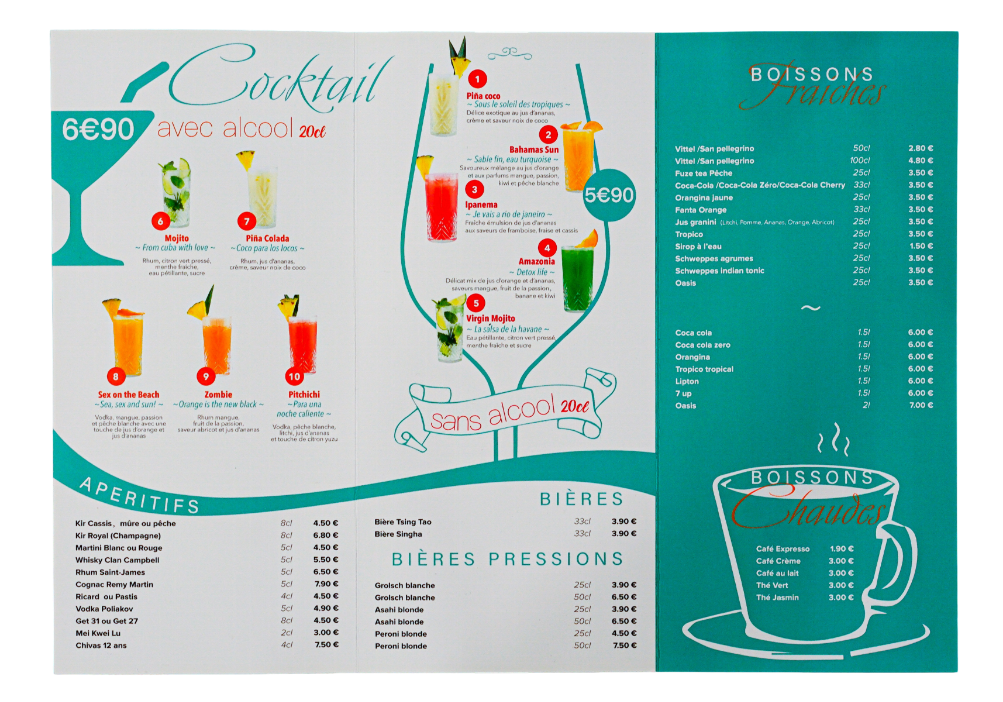 Cocktail
6€90
avec alcool 20cl
6
Mojito
~ From cuba with love ~
Rhum, citron vert pressé,
menthe fraîche,
eau pétillante, sucre
7
Piña Colada
~ Coco para los locos ~
Rhum, jus d'ananas,
crème, saveur noix de coco
8
Sex on the Beach
~Sea, sex and sun! ~
Vodka, mangue, passion
et pêche blanche avec une
touche de jus d'orange et
jus d'ananas
9
Zombie
~Orange is the new black ~
Rhum mangue,
fruit de la passion,
saveur abricot et jus d'ananas
10
Pitchichi
~Para una
noche caliente ~
Vodka, pêche blanche,
litchi, jus d'ananas
et touche de citron yuzu
1
Piña coco
~ Sous le soleil des tropiques ~
Délice exotique au jus d'ananas,
crème et saveur noix de coco
2
Bahamas Sun
~ Sable fin, eau turquoise ~
Savoureux mélange au jus d'orange
et aux parfums mangue, passion,
kiwi et pêche blanche
5€90
3
Ipanema
~ Je vais a rio de janeiro ~
Fraîche émulsion de jus d'ananas
aux saveurs de framboise, fraise et cassis
4
Amazonia
~ Detox life ~
Délicat mix de jus d'orange et d'ananas,
saveurs mangue, fruit de la passion,
banane et kiwi
5
Virgin Mojito
~ La salsa de la havane ~
Eau pétillante, citron vert pressé,
menthe fraîche et sucre
sans alcool 20cl
APERITIFS
Kir Cassis, mûre ou pêche 8cl 4.50 €
Kir Royal (Champagne) 8cl 6.80 €
Martini Blanc ou Rouge 5cl 4.50 €
Whisky Clan Campbell 5cl 5.50 €
Rhum Saint-James 5cl 6.50 €
Cognac Remy Martin 5cl 7.90 €
Ricard ou Pastis 4cl 4.50 €
Vodka Poliakov 5cl 4.90 €
Get 31 ou Get 27 8cl 4.50 €
Mei Kwei Lu 2cl 3.00 €
Chivas 12 ans 4cl 7.50 €
BIÈRES
Bière Tsing Tao 33cl 3.90 €
Bière Singha 33cl 3.90 €
BIÈRES PRESSIONS
Grolsch blanche 25cl 3.90 €
Grolsch blanche 50cl 6.50 €
Asahi blonde 25cl 3.90 €
Asahi blonde 50cl 6.50 €
Peroni blonde 25cl 4.50 €
Peroni blonde 50cl 7.50 €
BOISSONS
Fraîches
Vittel /San pellegrino 50cl 2.80 €
Vittel /San pellegrino 100cl 4.80 €
Fuze tea Pêche 25cl 3.50 €
Coca-Cola /Coca-Cola Zéro/Coca-Cola Cherry 33cl 3.50 €
Orangina jaune 25cl 3.50 €
Fanta Orange 33cl 3.50 €
Jus granini (Litchi, Pomme, Ananas, Orange, Abricot) 25cl 3.50 €
Tropico 25cl 3.50 €
Sirop à l'eau 25cl 1.50 €
Schweppes agrumes 25cl 3.50 €
Schweppes indian tonic 25cl 3.50 €
Oasis 25cl 3.50 €
~
Coca cola 1.5l 6.00 €
Coca cola zero 1.5l 6.00 €
Orangina 1.5l 6.00 €
Tropico tropical 1.5l 6.00 €
Lipton 1.5l 6.00 €
7 up 1.5l 6.00 €
Oasis 2l 7.00 €
BOISSONS
Chaudes
Café Expresso 1.90 €
Café Crème 3.00 €
Café au lait 3.00 €
Thé Vert 3.00 €
Thé Jasmin 3.00 €